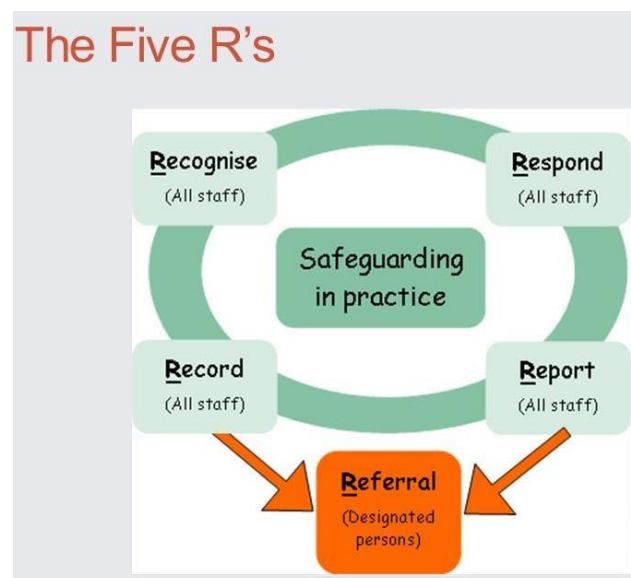 The Five R's
Recognise
(All staff)
Respond
(All staff)
Safeguarding
in practice
Record
(All staff)
Report
(All staff)
Referral
(Designated
persons)